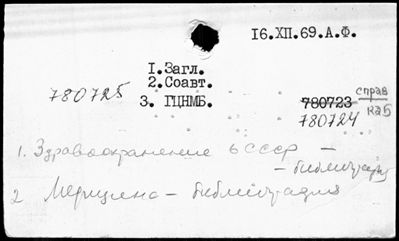 16.XII.69.А.Ф.
1.Загл.
2.Соавт.
780725
3. ГЦНМБ.
780723 справ
780724 каб
1. Здравоохранение в СССР –
– библиография
2 Медицина – библиография